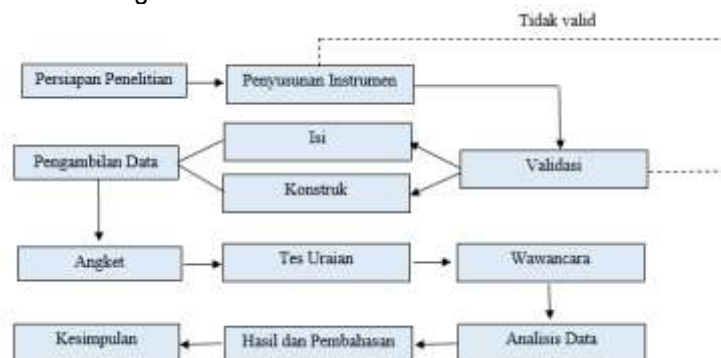 Tidak valid
Persiapan Penelitian
Penyusunan Instrumen
Isi
Pengambilan Data
Validasi
Konstruk
Angket
Tes Uraian
Wawancara
Kesimpulan
Hasil dan Pembahasan
Analisis Data